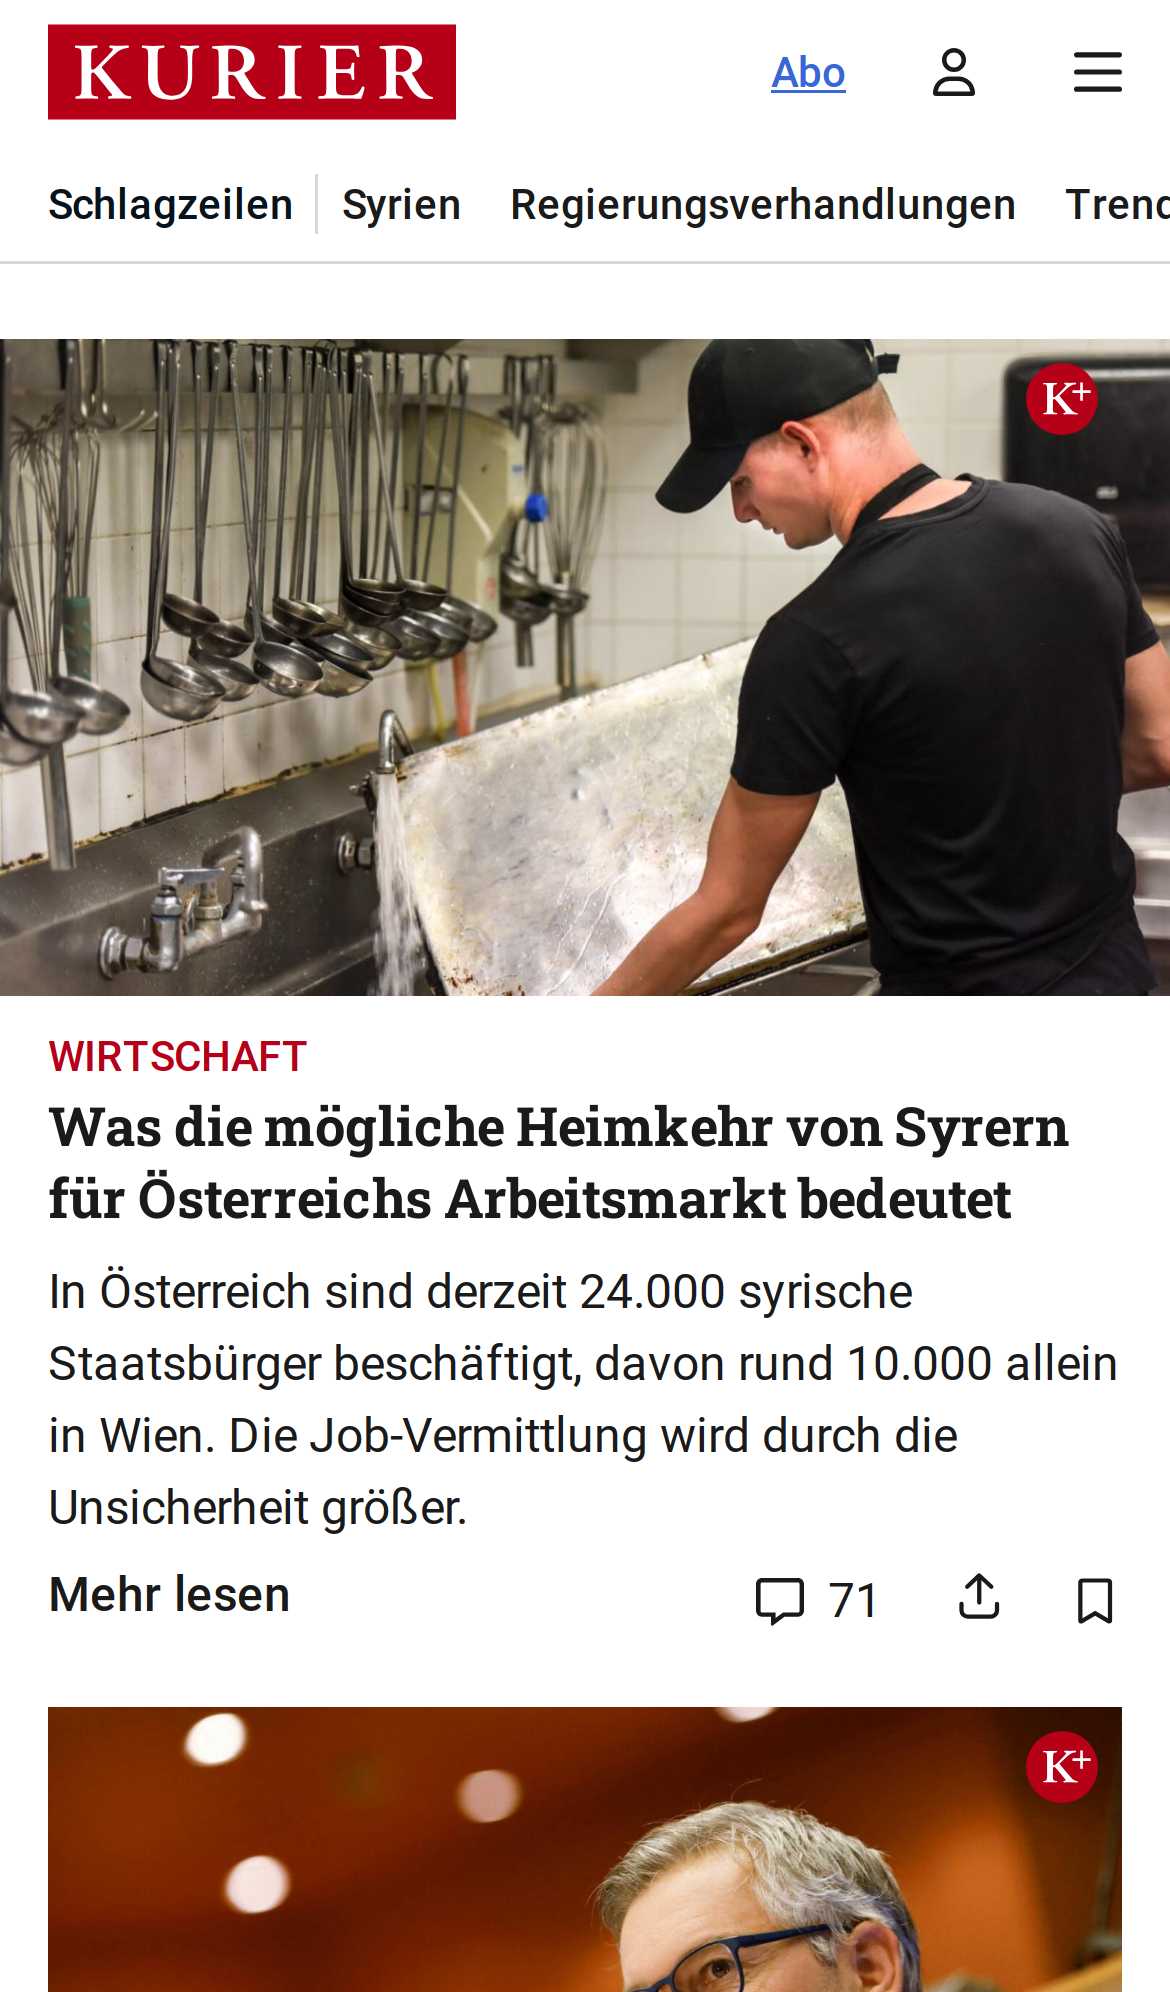 KURIER
Abo
Schlagzeilen
Syrien
Regierungsverhandlungen
Trend
K+
WIRTSCHAFT
Was die mögliche Heimkehr von Syrern
für Österreichs Arbeitsmarkt bedeutet
In Österreich sind derzeit 24.000 syrische
Staatsbürger beschäftigt, davon rund 10.000 allein
in Wien. Die Job-Vermittlung wird durch die
Unsicherheit größer.
Mehr lesen
71
K+